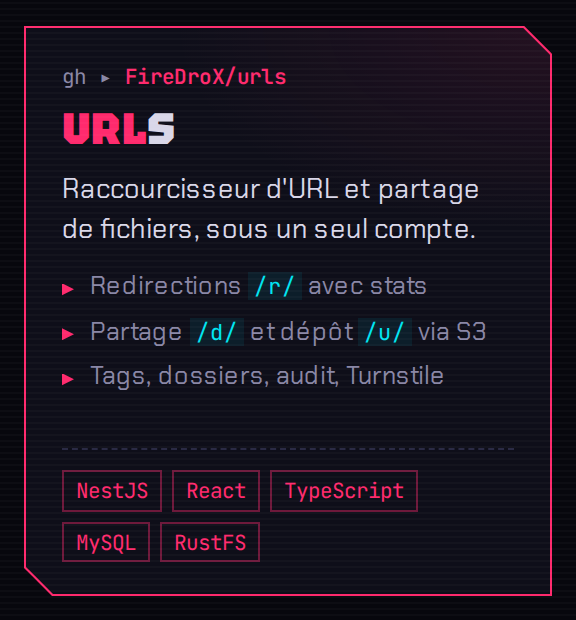 gh ▸ FireDroX/urls
URLS
Raccourcisseur d'URL et partage
de fichiers, sous un seul compte.
▸ Redirections /r/ avec stats
▸ Partage /d/ et dépôt /u/ via S3
▸ Tags, dossiers, audit, Turnstile
NestJS React TypeScript
MySQL RustFS